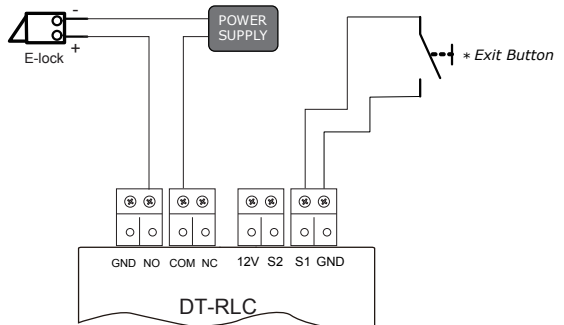 -
POWER
SUPPLY
+
E-lock
* Exit Button
GND NO COM NC 12V S2 S1 GND
DT-RLC